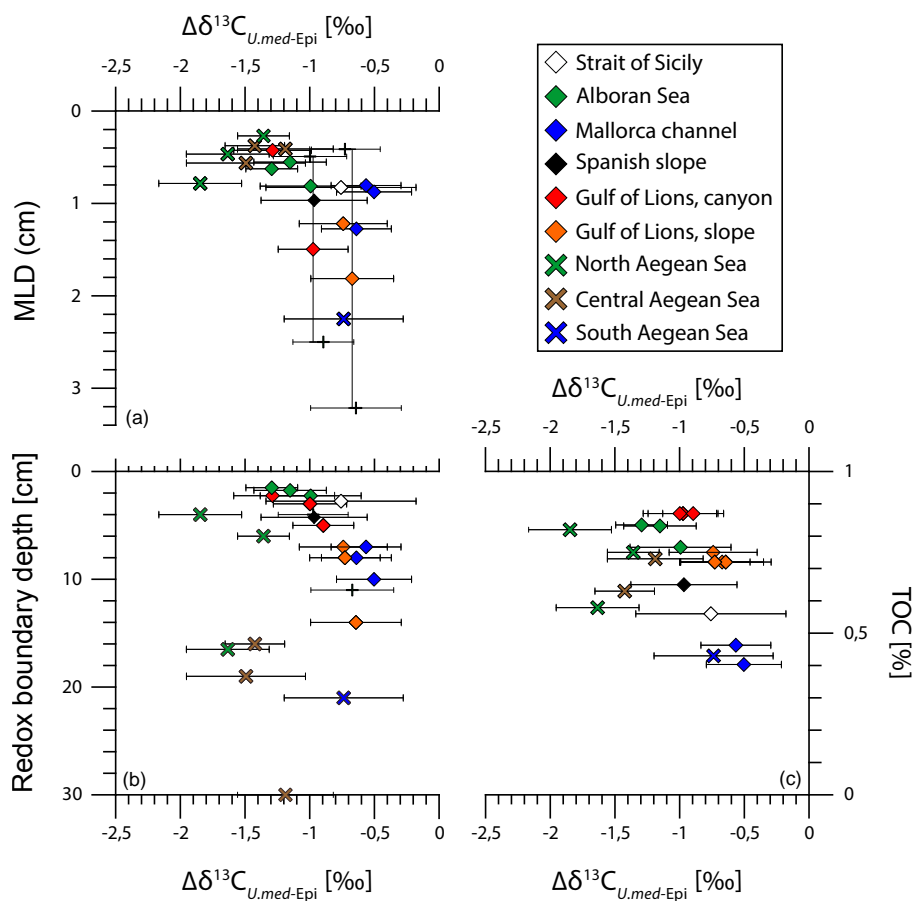 Δδ¹³C_U.med-Epi [‰]
-2,5 -2 -1,5 -1 -0,5 0
0
1
2
3
MLD (cm)
(a)
Strait of Sicily
Alboran Sea
Mallorca channel
Spanish slope
Gulf of Lions, canyon
Gulf of Lions, slope
North Aegean Sea
Central Aegean Sea
South Aegean Sea
Δδ¹³C_U.med-Epi [‰]
-2,5 -2 -1,5 -1 -0,5 0
0
10
20
30
Redox boundary depth [cm]
(b)
1
0,5
0
TOC [%]
(c)
-2,5 -2 -1,5 -1 -0,5 0
-2,5 -2 -1,5 -1 -0,5 0
Δδ¹³C_U.med-Epi [‰]
Δδ¹³C_U.med-Epi [‰]